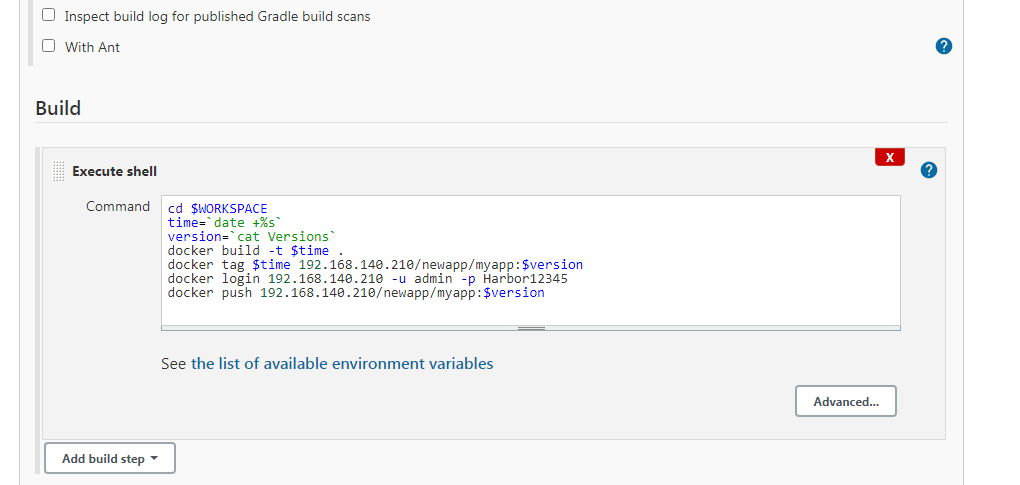 Inspect build log for published Gradle build scans
With Ant
?
Build
X
Execute shell
?
Command
cd $WORKSPACE
time=`date +%s`
version=`cat Versions`
docker build -t $time .
docker tag $time 192.168.140.210/newapp/myapp:$version
docker login 192.168.140.210 -u admin -p Harbor12345
docker push 192.168.140.210/newapp/myapp:$version
See the list of available environment variables
Advanced...
Add build step